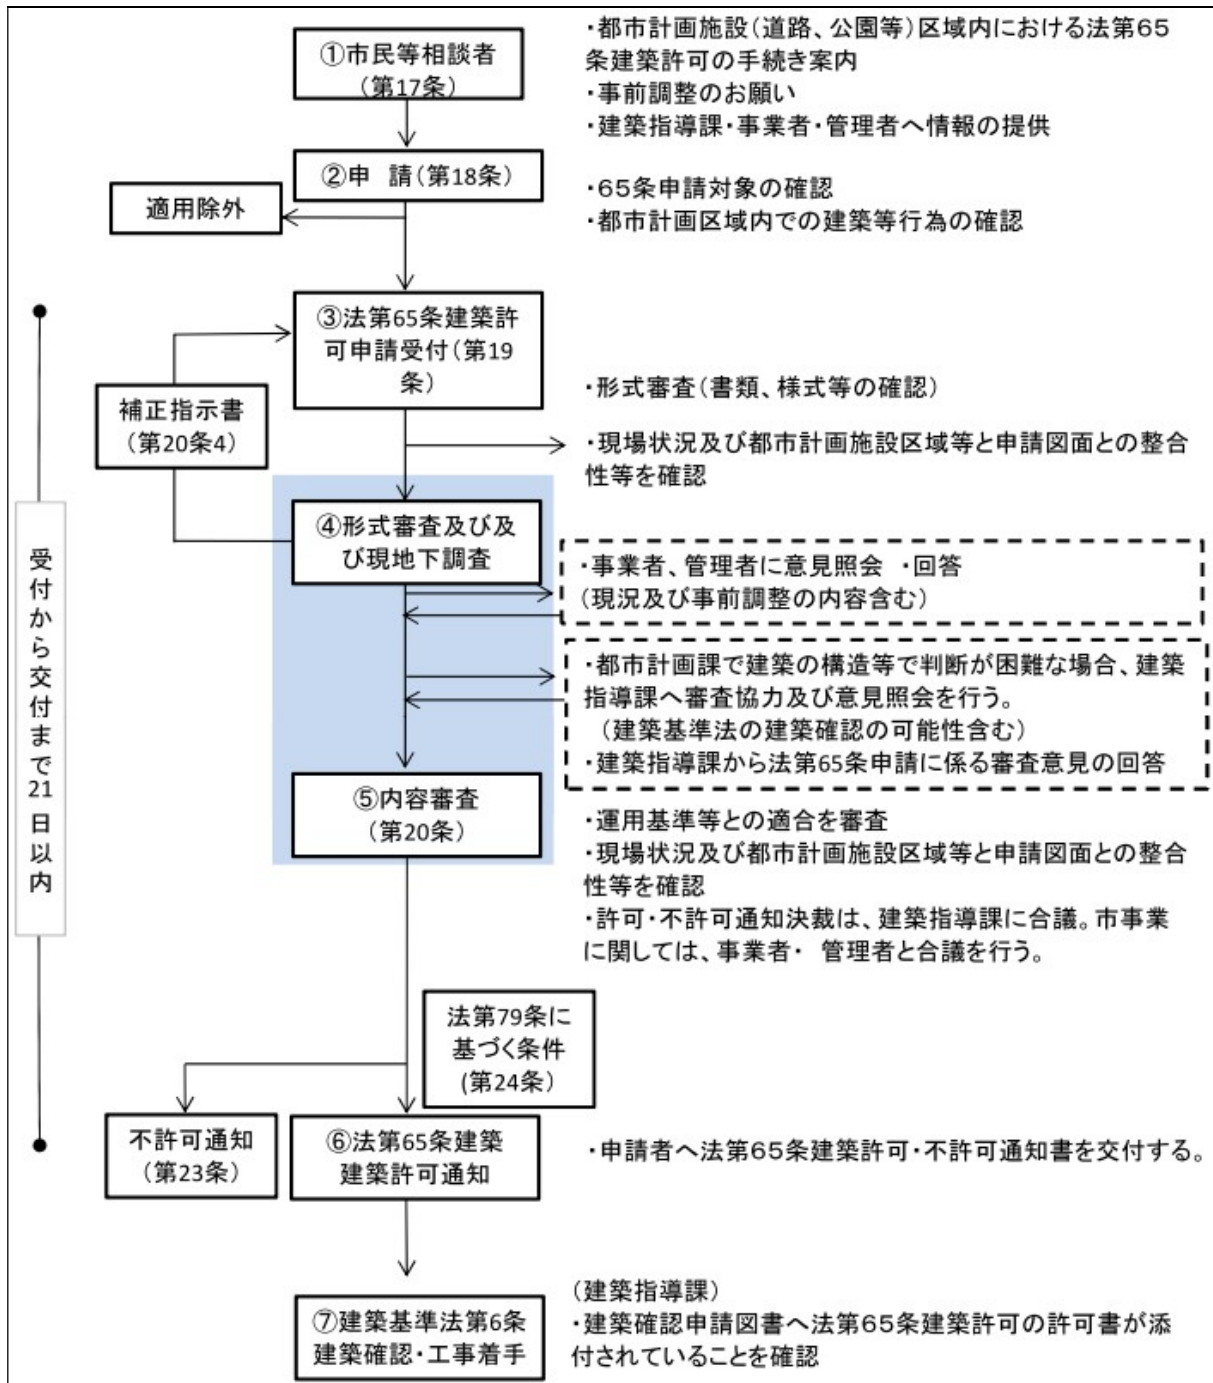 ①市民等相談者
(第17条)
・都市計画施設(道路、公園等)区域内における法第65
条建築許可の手続き案内
・事前調整のお願い
・建築指導課・事業者・管理者へ情報の提供
②申　請(第18条)
適用除外
・65条申請対象の確認
・都市計画区域内での建築等行為の確認
③法第65条建築許
可申請受付(第19
条)
・形式審査(書類、様式等の確認)
補正指示書
(第20条4)
・現場状況及び都市計画施設区域等と申請図面との整合
性等を確認
④形式審査及び及
び現地下調査
・事業者、管理者に意見照会 ・回答
(現況及び事前調整の内容含む)
・都市計画課で建築の構造等で判断が困難な場合、建築
指導課へ審査協力及び意見照会を行う。
(建築基準法の建築確認の可能性含む)
・建築指導課から法第65条申請に係る審査意見の回答
⑤内容審査
(第20条)
・運用基準等との適合を審査
・現場状況及び都市計画施設区域等と申請図面との整合
性等を確認
・許可・不許可通知決裁は、建築指導課に合議。市事業
に関しては、事業者・ 管理者と合議を行う。
受付から交付まで21日以内
法第79条に
基づく条件
(第24条)
不許可通知
(第23条)
⑥法第65条建築
建築許可通知
・申請者へ法第65条建築許可・不許可通知書を交付する。
⑦建築基準法第6条
建築確認・工事着手
(建築指導課)
・建築確認申請図書へ法第65条建築許可の許可書が添
付されていることを確認